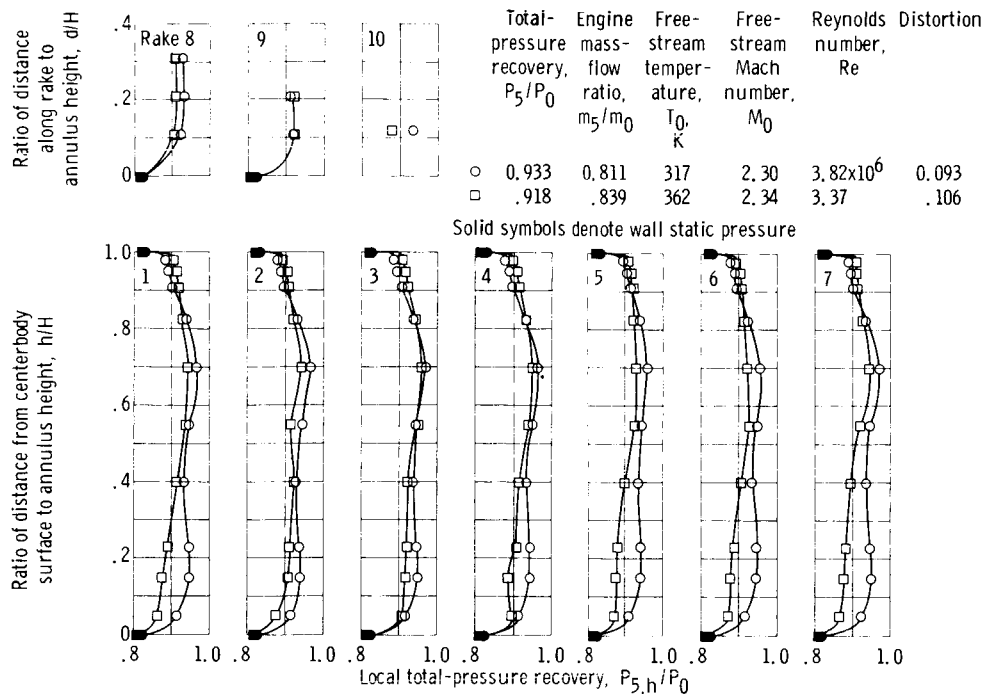 Total-pressure recovery, P5/P0
Engine mass-flow ratio, m5/m0
Free-stream temper-ature, T0, K
Free-stream Mach number, M0
Reynolds number, Re
Distortion
○ 0.933 0.811 317 2.30 3.82x10^6 0.093
□ .918 .839 362 2.34 3.37 .106
Solid symbols denote wall static pressure
Ratio of distance along rake to annulus height, d/H
.4
.2
0
Rake 8
9
10
Ratio of distance from centerbody surface to annulus height, h/H
1.0
.8
.6
.4
.2
0
1
2
3
4
5
6
7
.8 1.0 .8 1.0 .8 1.0 .8 1.0 .8 1.0 .8 1.0 .8 1.0
Local total-pressure recovery, P5,h/P0